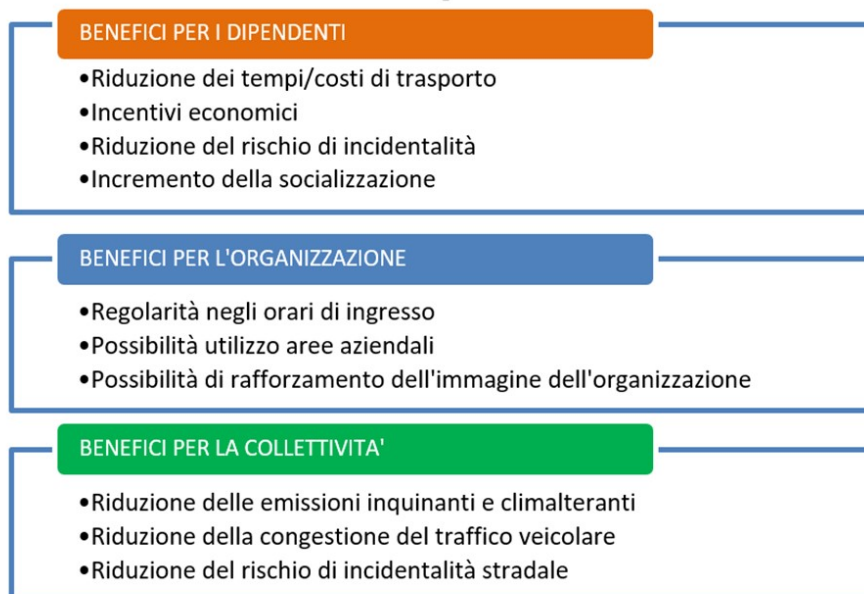 BENEFICI PER I DIPENDENTI
•Riduzione dei tempi/costi di trasporto
•Incentivi economici
•Riduzione del rischio di incidentalità
•Incremento della socializzazione
BENEFICI PER L'ORGANIZZAZIONE
•Regolarità negli orari di ingresso
•Possibilità utilizzo aree aziendali
•Possibilità di rafforzamento dell'immagine dell'organizzazione
BENEFICI PER LA COLLETTIVITA'
•Riduzione delle emissioni inquinanti e climalteranti
•Riduzione della congestione del traffico veicolare
•Riduzione del rischio di incidentalità stradale